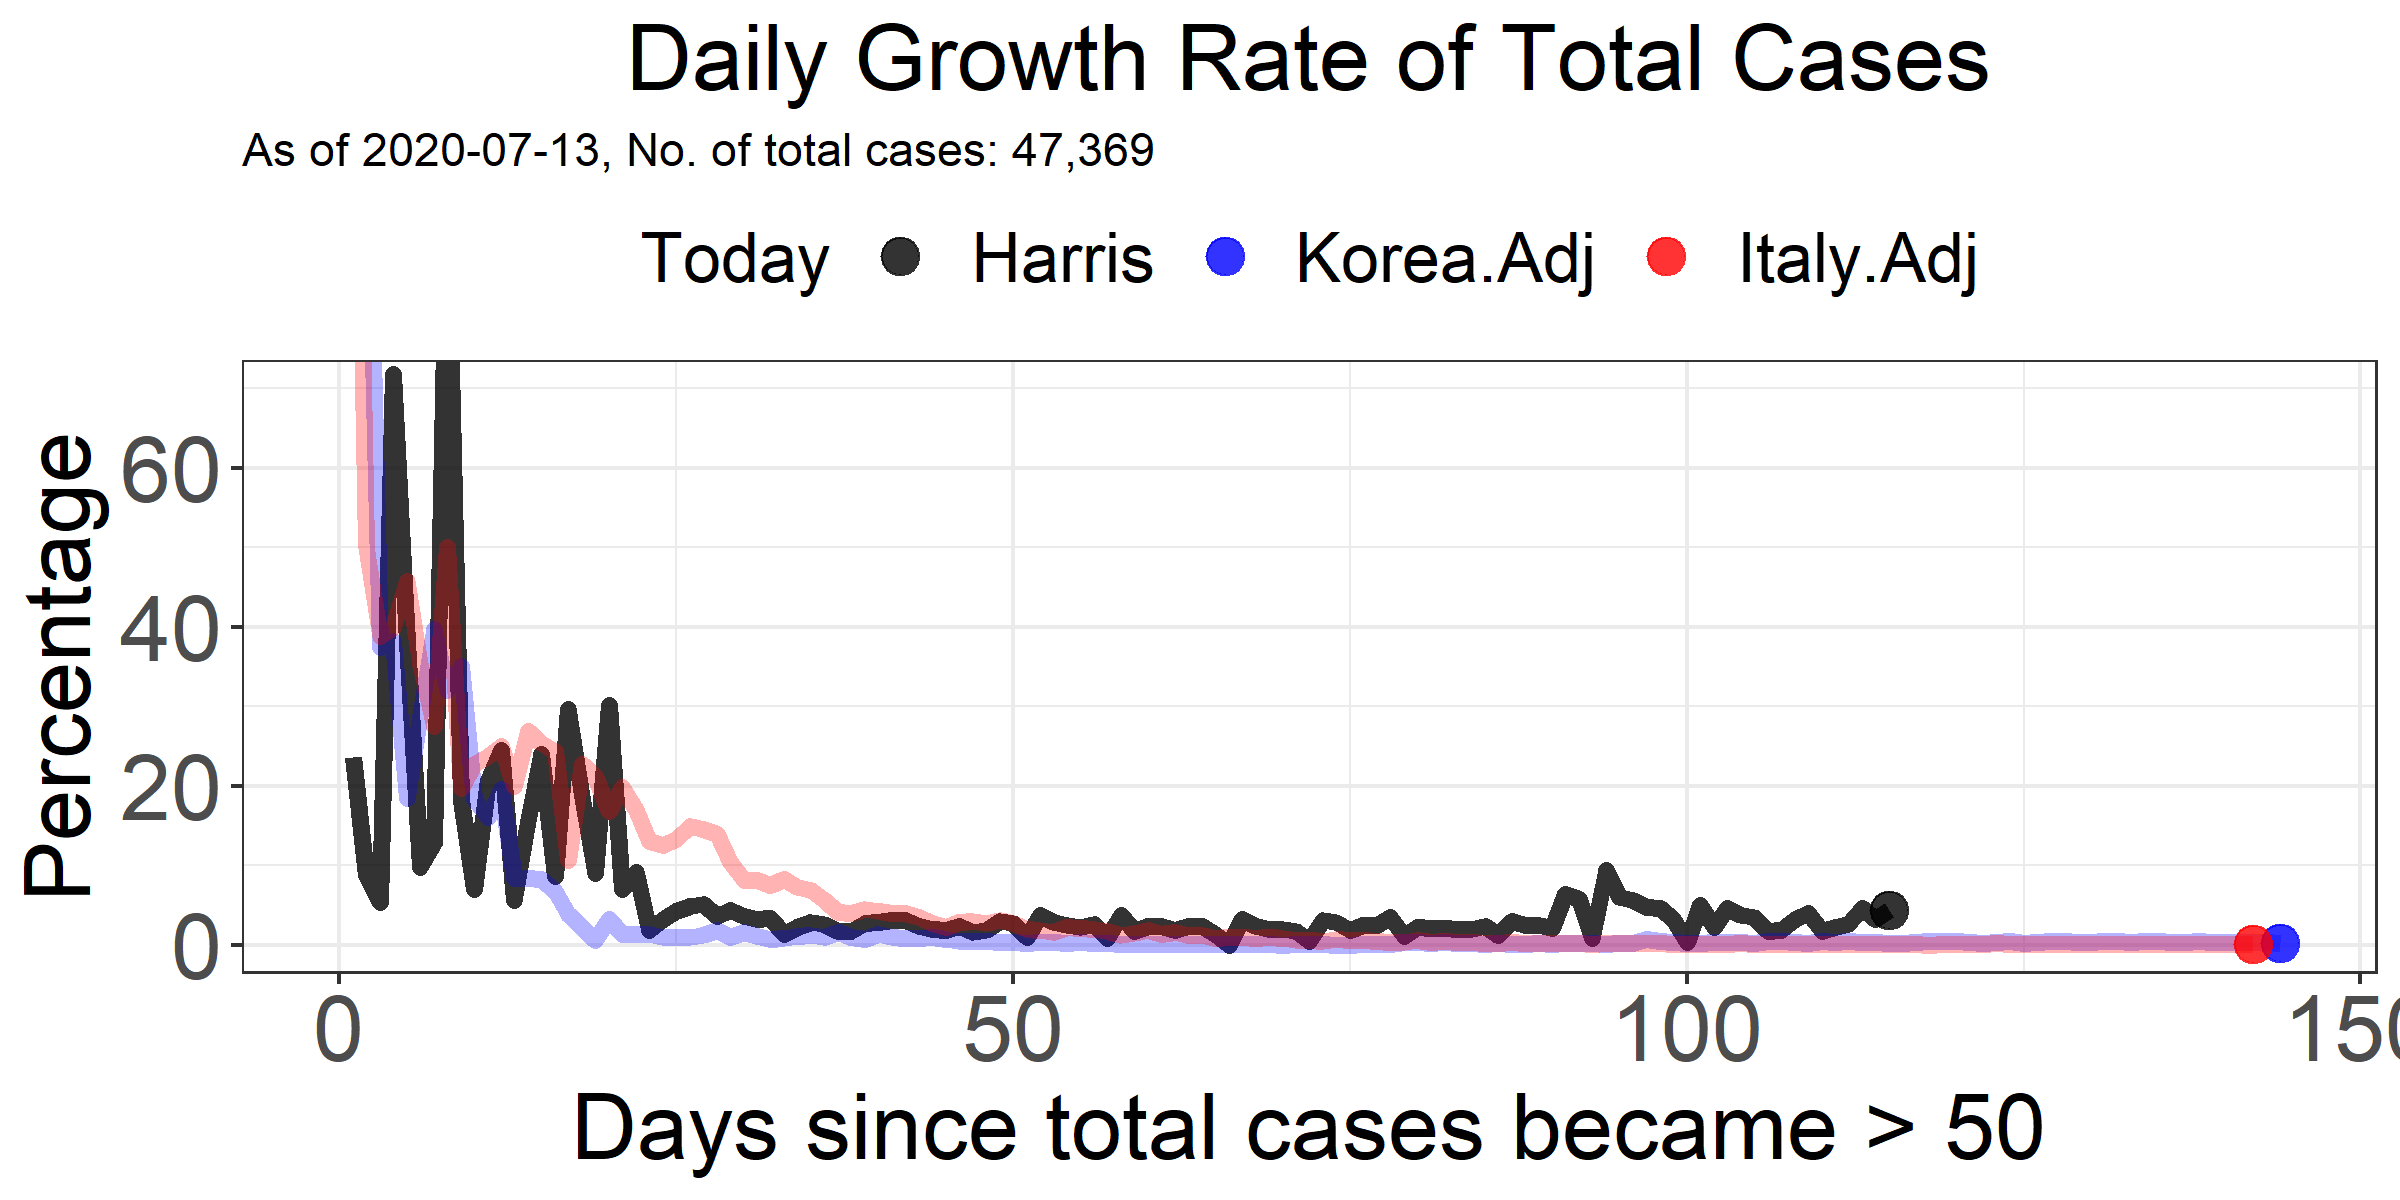 Daily Growth Rate of Total Cases
As of 2020-07-13, No. of total cases: 47,369
Today Harris Korea.Adj Italy.Adj
Percentage
60
40
20
0
0 50 100 150
Days since total cases became > 50